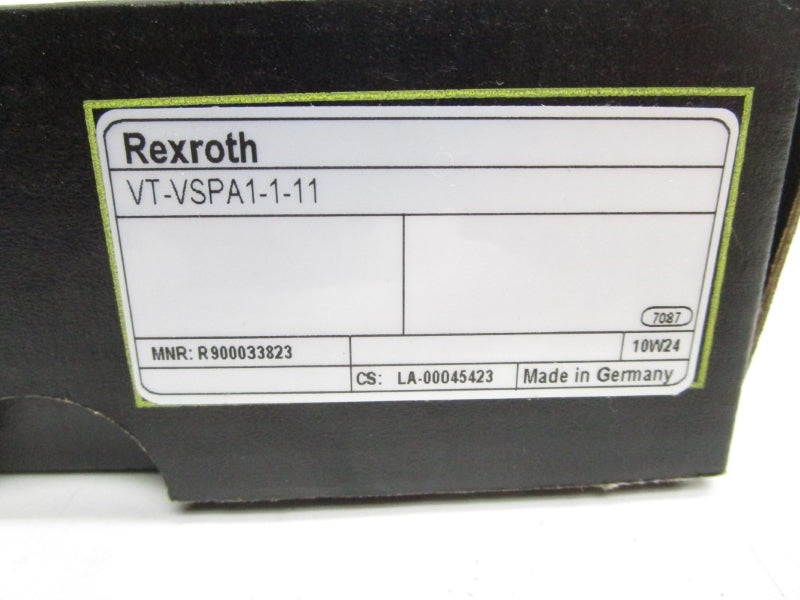 Rexroth
VT-VSPA1-1-11
7087
MNR: R900033823
10W24
CS: LA-00045423
Made in Germany